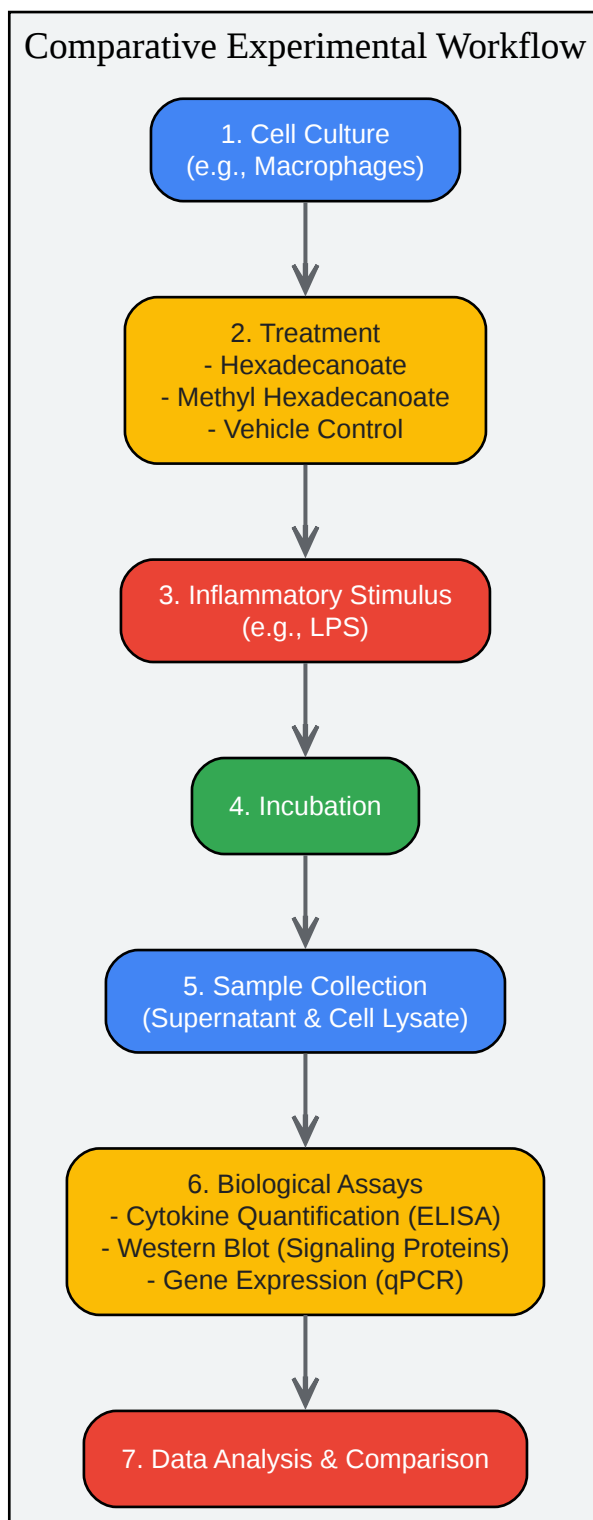 Comparative Experimental Workflow
1. Cell Culture
(e.g., Macrophages)
2. Treatment
- Hexadecanoate
- Methyl Hexadecanoate
- Vehicle Control
3. Inflammatory Stimulus
(e.g., LPS)
4. Incubation
5. Sample Collection
(Supernatant & Cell Lysate)
6. Biological Assays
- Cytokine Quantification (ELISA)
- Western Blot (Signaling Proteins)
- Gene Expression (qPCR)
7. Data Analysis & Comparison